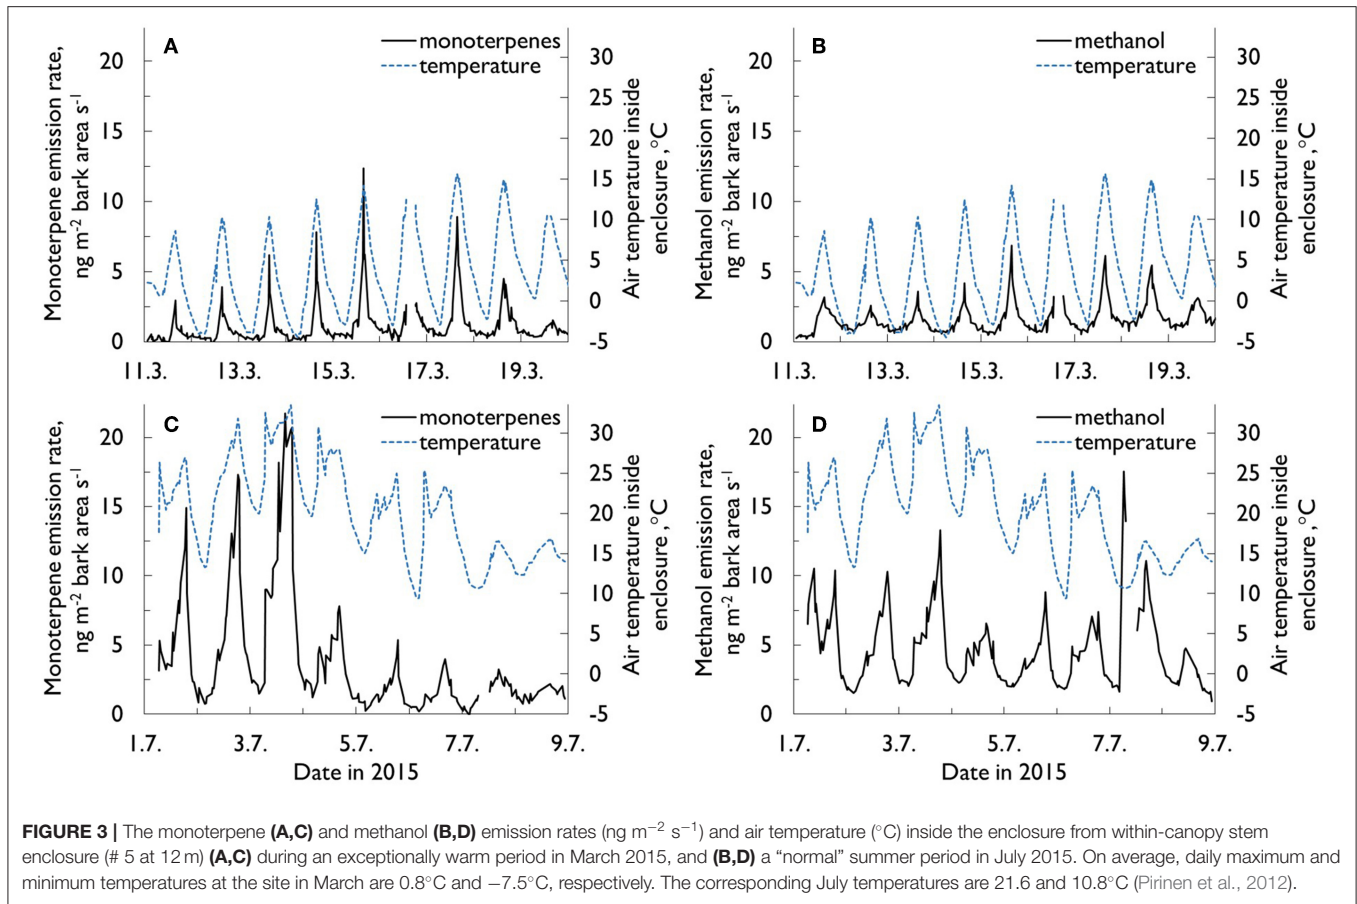 A
monoterpenes
temperature
Monoterpene emission rate,
ng m-2 bark area s-1
20
15
10
5
0
30
25
20
15
10
5
0
-5
Air temperature inside
enclosure, °C
11.3.
13.3.
15.3.
17.3.
19.3.
B
methanol
temperature
Methanol emission rate,
ng m-2 bark area s-1
20
15
10
5
0
30
25
20
15
10
5
0
-5
Air temperature inside
enclosure, °C
11.3.
13.3.
15.3.
17.3.
19.3.
C
monoterpenes
temperature
Monoterpene emission rate,
ng m-2 bark area s-1
20
15
10
5
0
30
25
20
15
10
5
0
-5
Air temperature inside
enclosure, °C
1.7.
3.7.
5.7.
7.7.
9.7.
Date in 2015
D
methanol
temperature
Methanol emission rate,
ng m-2 bark area s-1
20
15
10
5
0
30
25
20
15
10
5
0
-5
Air temperature inside
enclosure, °C
1.7.
3.7.
5.7.
7.7.
9.7.
Date in 2015
FIGURE 3 | The monoterpene (A,C) and methanol (B,D) emission rates (ng m−2 s−1) and air temperature (°C) inside the enclosure from within-canopy stem
enclosure (# 5 at 12 m) (A,C) during an exceptionally warm period in March 2015, and (B,D) a “normal” summer period in July 2015. On average, daily maximum and
minimum temperatures at the site in March are 0.8°C and −7.5°C, respectively. The corresponding July temperatures are 21.6 and 10.8°C (Pirinen et al., 2012).